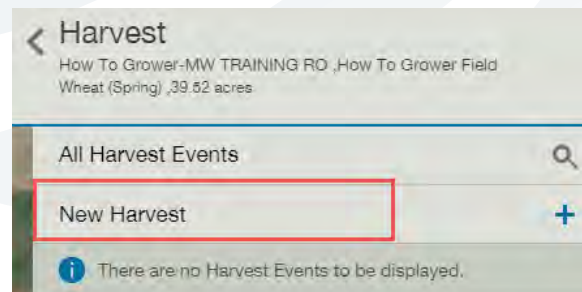 Harvest
How To Grower-MW TRAINING RO ,How To Grower Field
Wheat (Spring) ,39.52 acres
All Harvest Events
New Harvest
There are no Harvest Events to be displayed.